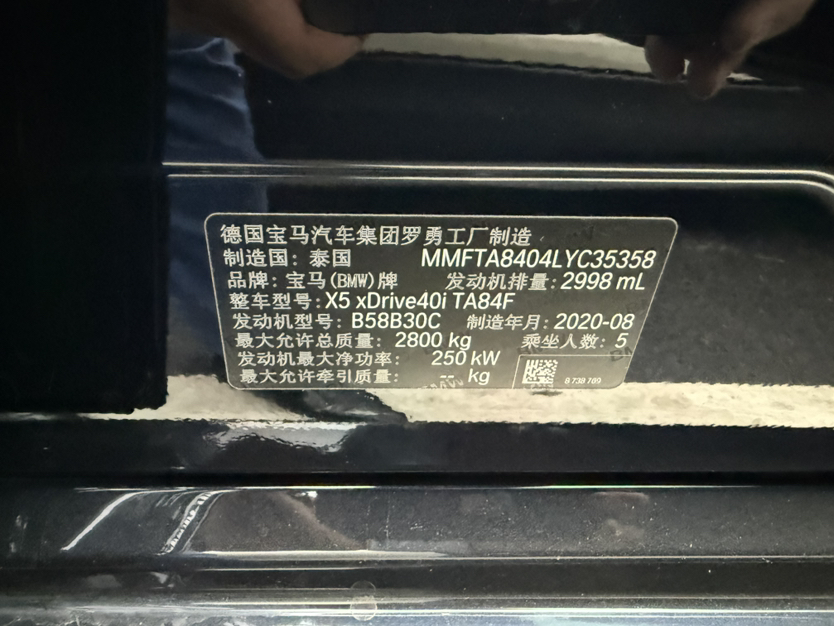 德国宝马汽车集团罗勇工厂制造
制造国: 泰国 MMFTA8404LYC35358
品牌: 宝马(BMW)牌 发动机排量: 2998 mL
整车型号: X5 xDrive40i TA84F
发动机型号: B58B30C 制造年月: 2020-08
最大允许总质量: 2800 kg 乘坐人数: 5
发动机最大净功率: 250 kW
最大允许牵引质量: -- kg
8 738 789